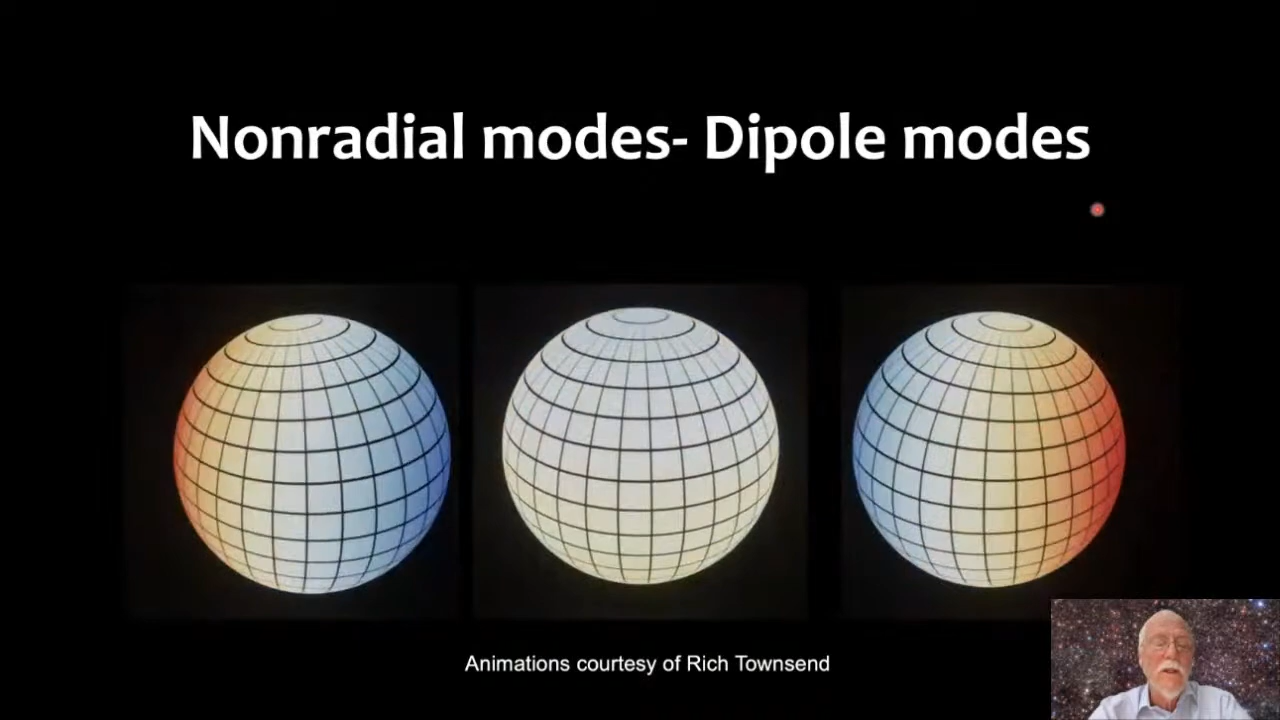 Nonradial modes- Dipole modes
Animations courtesy of Rich Townsend